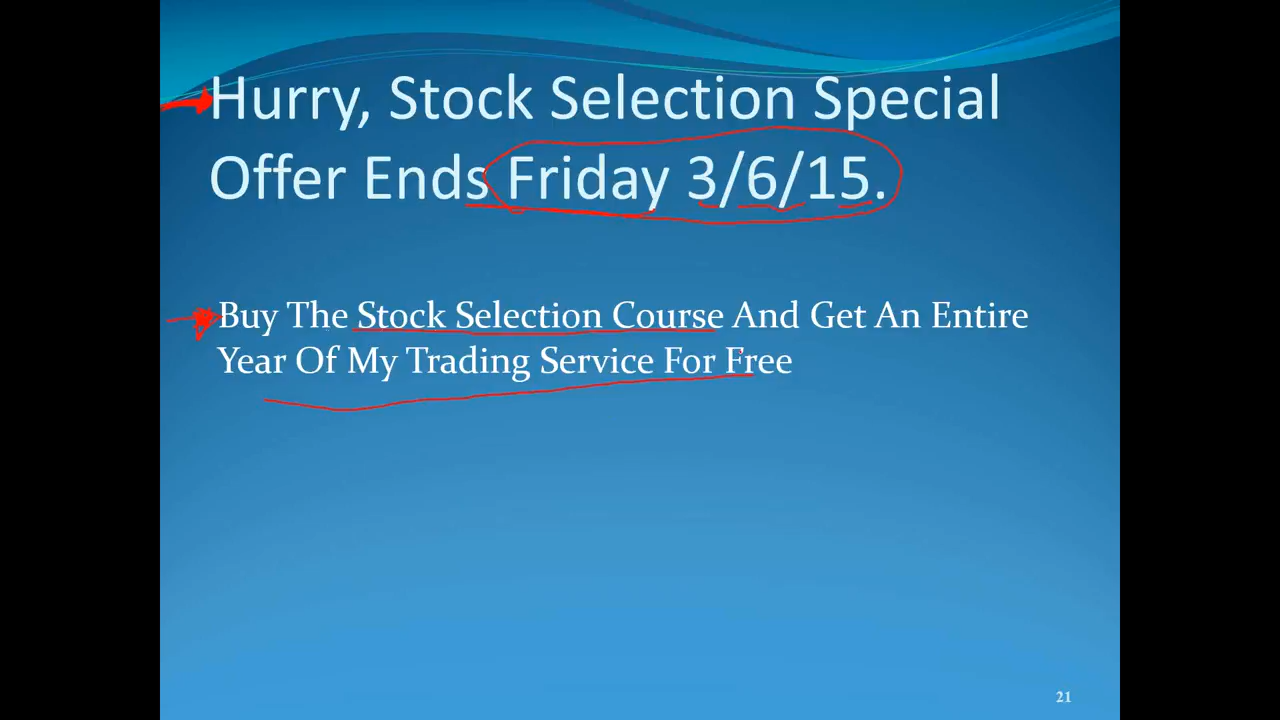 Hurry, Stock Selection Special
Offer Ends Friday 3/6/15.
Buy The Stock Selection Course And Get An Entire
Year Of My Trading Service For Free
21